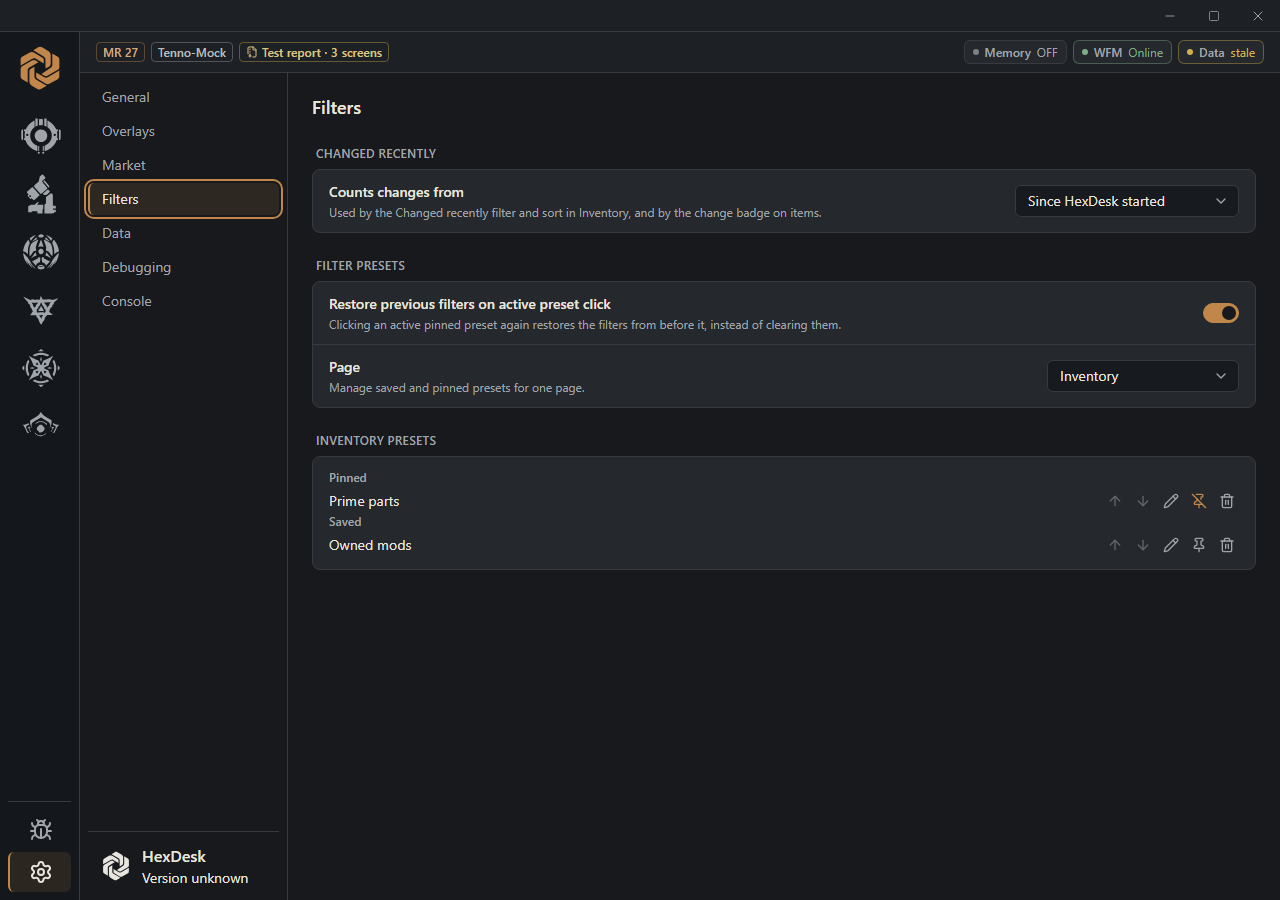 MR 27
Tenno-Mock
Test report · 3 screens
Memory OFF
WFM Online
Data stale
General
Overlays
Market
Filters
Data
Debugging
Console
HexDesk
Version unknown
Filters
CHANGED RECENTLY
Counts changes from
Used by the Changed recently filter and sort in Inventory, and by the change badge on items.
Since HexDesk started
FILTER PRESETS
Restore previous filters on active preset click
Clicking an active pinned preset again restores the filters from before it, instead of clearing them.
Page
Manage saved and pinned presets for one page.
Inventory
INVENTORY PRESETS
Pinned
Prime parts
Saved
Owned mods